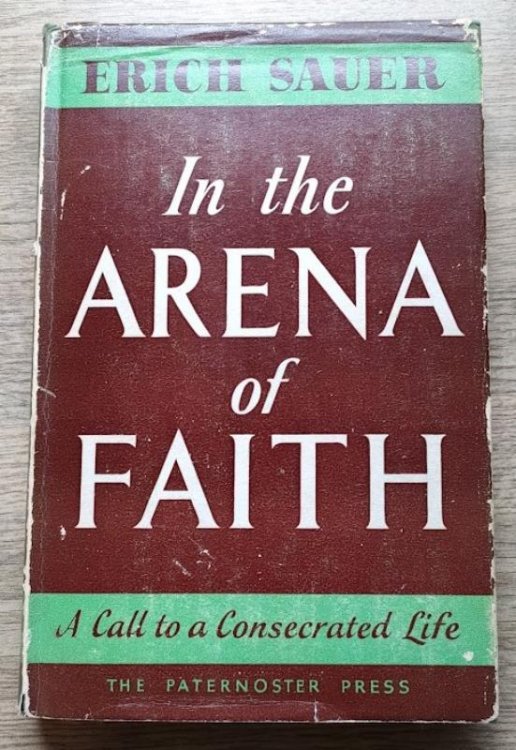 ERICH SAUER
In the
ARENA
of
FAITH
A Call to a Consecrated Life
THE PATERNOSTER PRESS